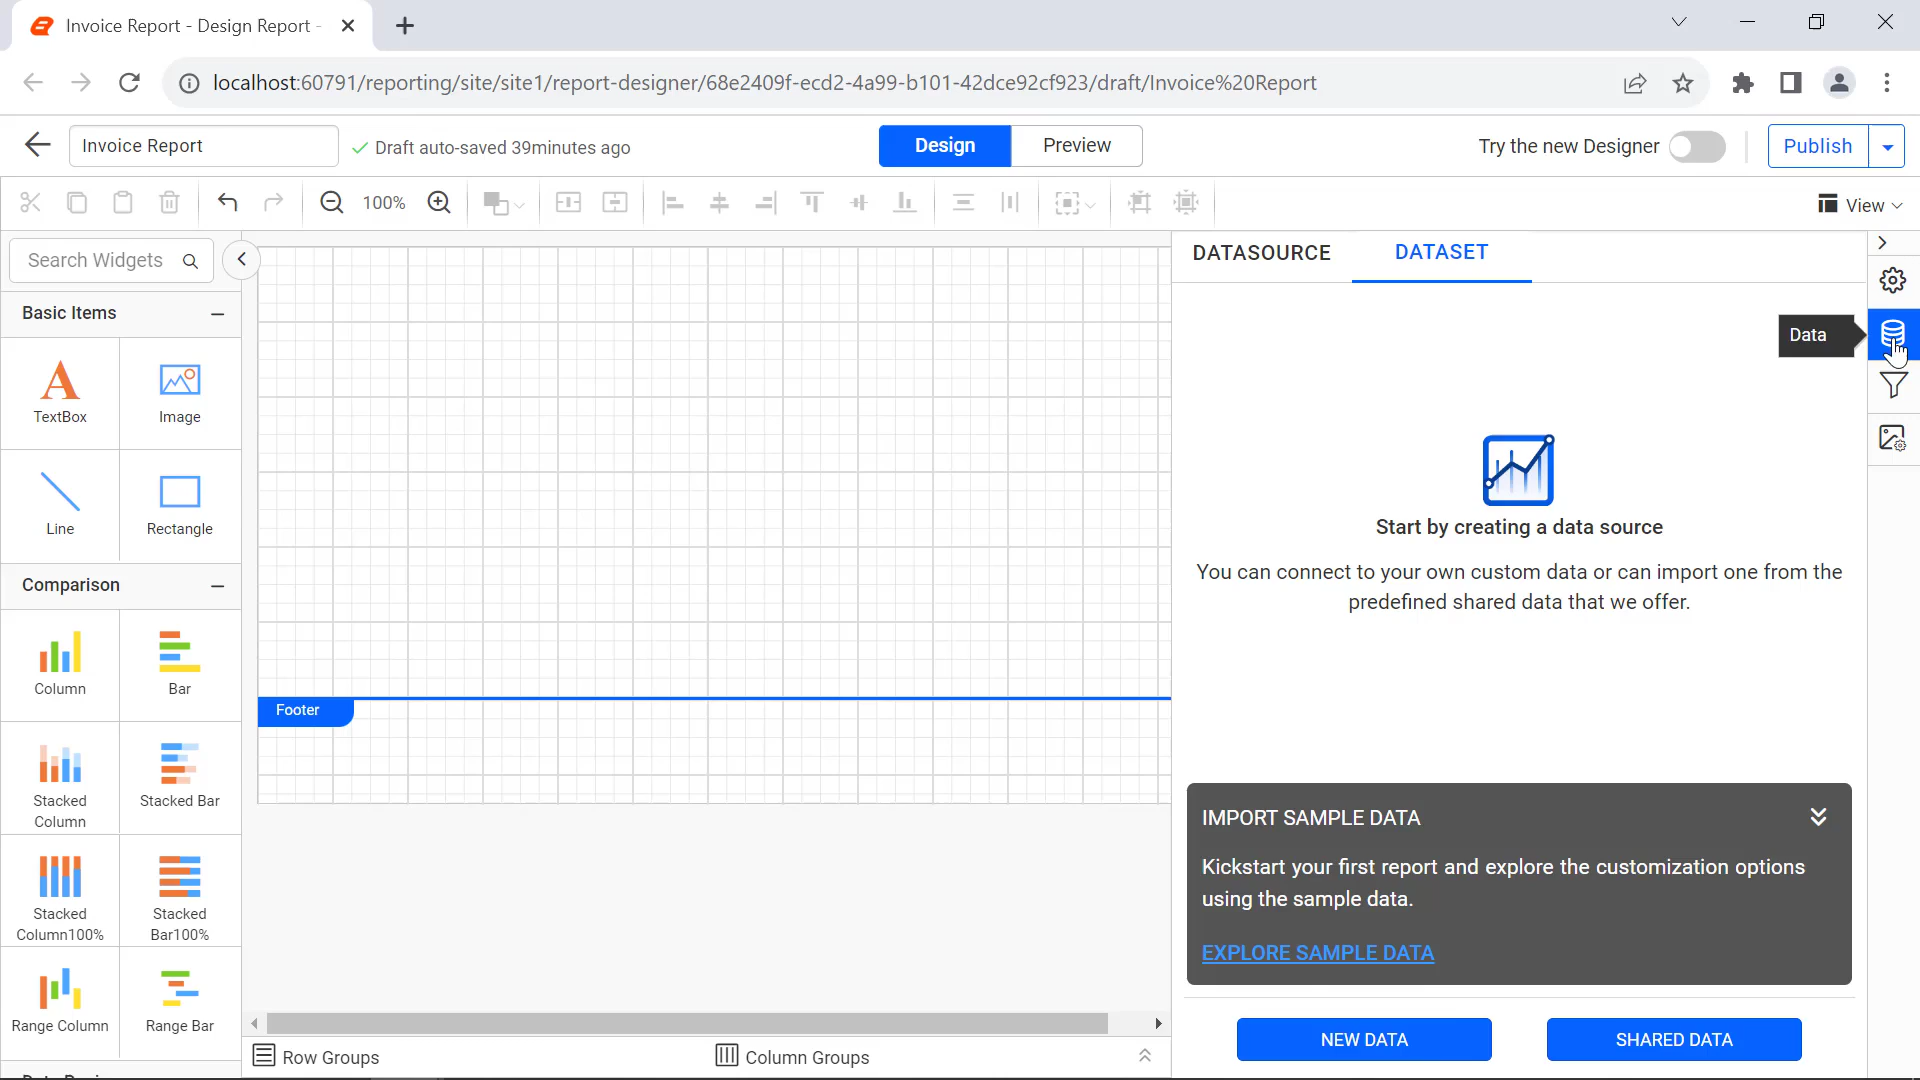 Invoice Report - Design Report -
localhost:60791/reporting/site/site1/report-designer/68e2409f-ecd2-4a99-b101-42dce92cf923/draft/Invoice%20Report
Invoice Report
Draft auto-saved 39minutes ago
Design
Preview
Try the new Designer
Publish
100%
View
Search Widgets
DATASOURCE
DATASET
Basic Items
Data
TextBox
Image
Line
Rectangle
Start by creating a data source
You can connect to your own custom data or can import one from the
predefined shared data that we offer.
Comparison
Column
Bar
Footer
Stacked
Column
Stacked Bar
IMPORT SAMPLE DATA
Kickstart your first report and explore the customization options
using the sample data.
EXPLORE SAMPLE DATA
Stacked
Column100%
Stacked
Bar100%
Range Column
Range Bar
NEW DATA
SHARED DATA
Row Groups
Column Groups